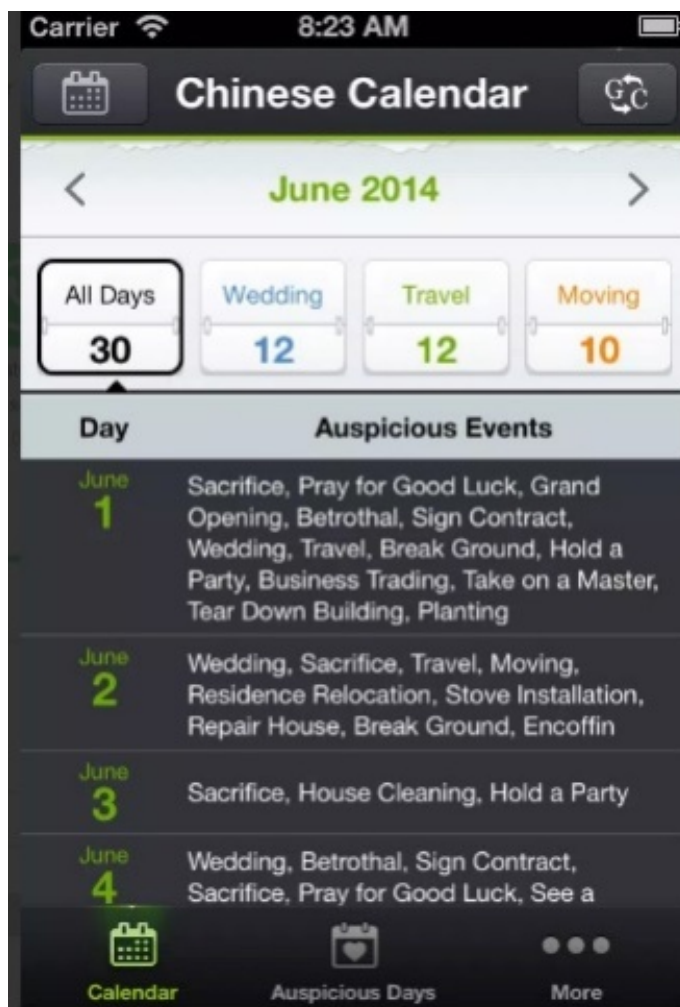 Carrier 8:23 AM
Chinese Calendar
G C
June 2014
All Days Wedding Travel Moving
30 12 12 10
Day Auspicious Events
June
1
Sacrifice, Pray for Good Luck, Grand
Opening, Betrothal, Sign Contract,
Wedding, Travel, Break Ground, Hold a
Party, Business Trading, Take on a Master,
Tear Down Building, Planting
June
2
Wedding, Sacrifice, Travel, Moving,
Residence Relocation, Stove Installation,
Repair House, Break Ground, Encoffin
June
3
Sacrifice, House Cleaning, Hold a Party
June
4
Wedding, Betrothal, Sign Contract,
Sacrifice, Pray for Good Luck, See a
Calendar Auspicious Days More